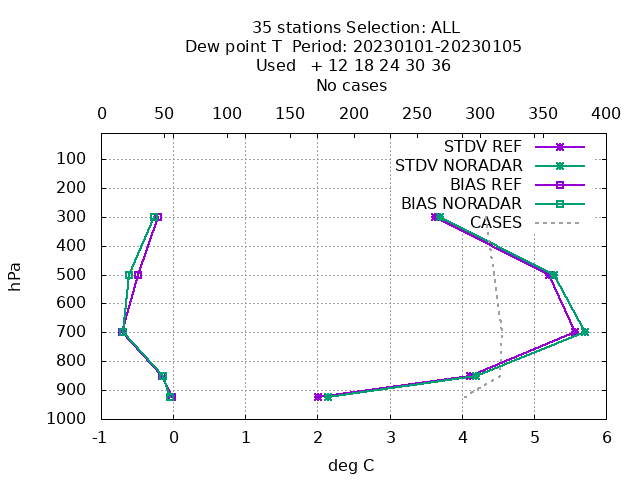 35 stations Selection: ALL
Dew point T  Period: 20230101-20230105
Used   + 12 18 24 30 36
No cases
0 50 100 150 200 250 300 350 400
STDV REF
STDV NORADAR
BIAS REF
BIAS NORADAR
CASES
100
200
300
400
500
600
700
800
900
1000
hPa
-1 0 1 2 3 4 5 6
deg C